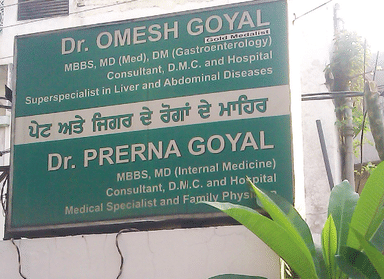 Dr. OMESH GOYAL
Gold Medalist
MBBS, MD (Med), DM (Gastroenterology)
Consultant, D.M.C. and Hospital
Superspecialist in Liver and Abdominal Diseases
ਪੇਟ ਅਤੇ ਜਿਗਰ ਦੇ ਰੋਗਾਂ ਦੇ ਮਾਹਿਰ
Dr. PRERNA GOYAL
MBBS, MD (Internal Medicine)
Consultant, D.M.C. and Hospital
Medical Specialist and Family Physician